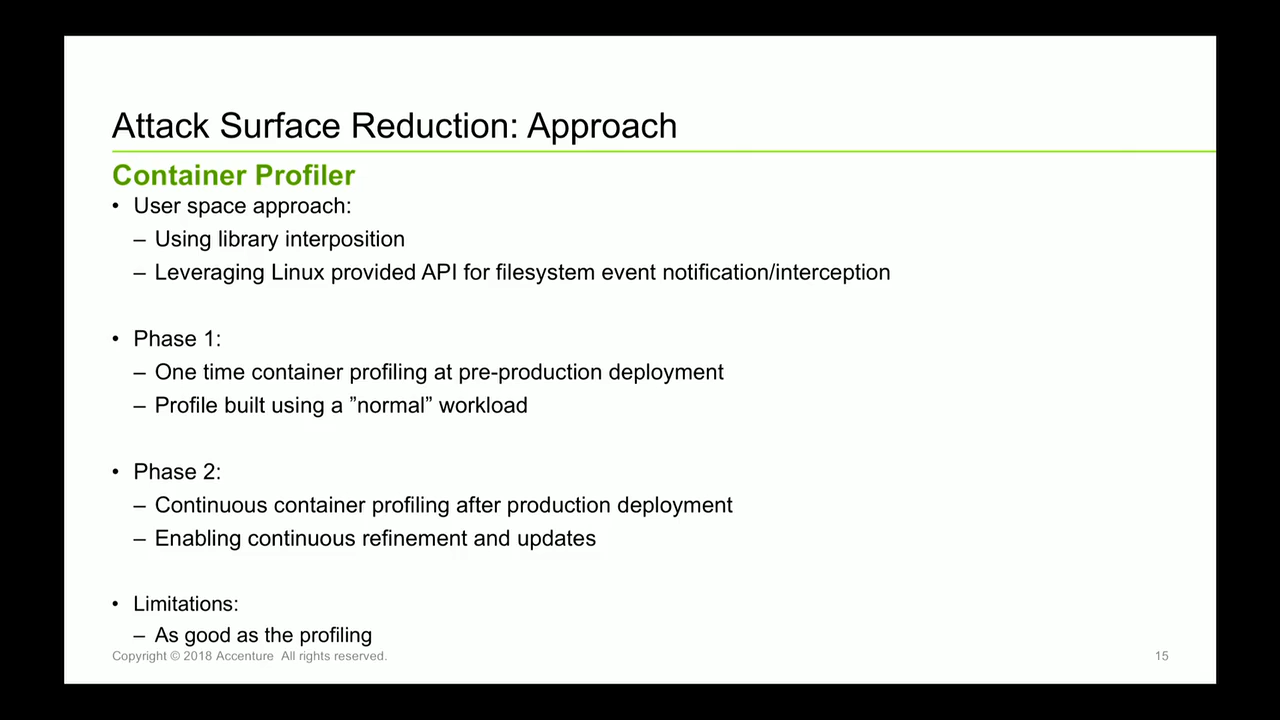 Attack Surface Reduction: Approach
Container Profiler
• User space approach:
– Using library interposition
– Leveraging Linux provided API for filesystem event notification/interception
• Phase 1:
– One time container profiling at pre-production deployment
– Profile built using a ”normal” workload
• Phase 2:
– Continuous container profiling after production deployment
– Enabling continuous refinement and updates
• Limitations:
– As good as the profiling
Copyright © 2018 Accenture All rights reserved.
15